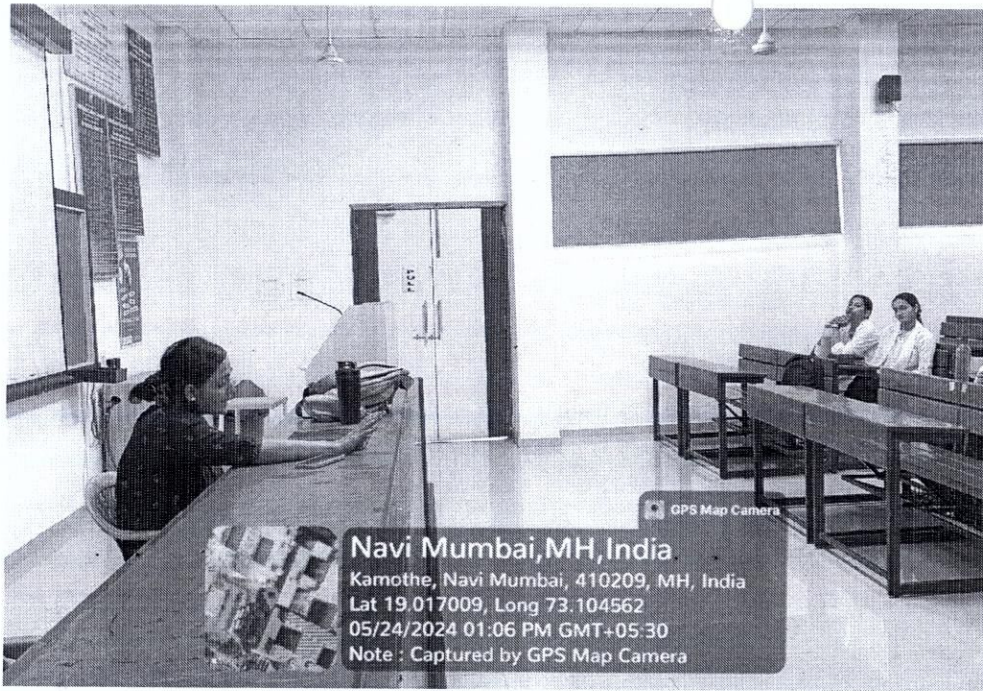 GPS Map Camera
Navi Mumbai,MH,India
Kamothe, Navi Mumbai, 410209, MH, India
Lat 19.017009, Long 73.104562
05/24/2024 01:06 PM GMT+05:30
Note : Captured by GPS Map Camera